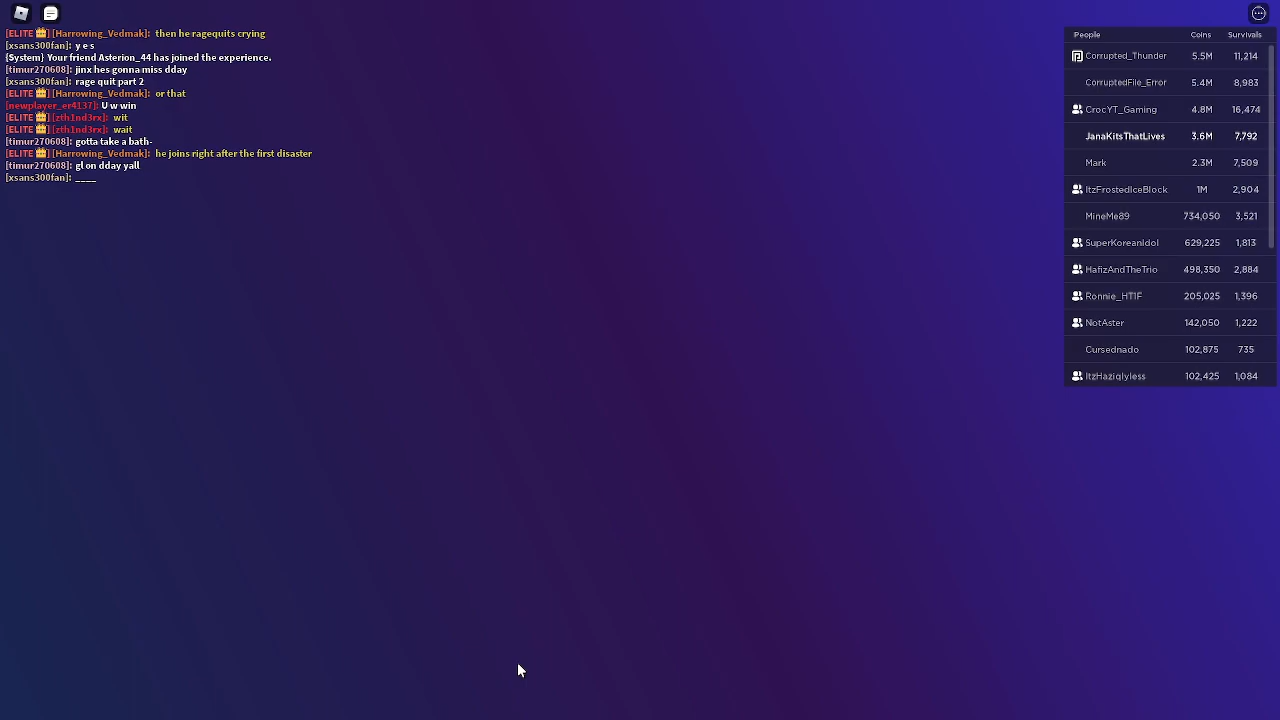 [ELITE] [Harrowing_Vedmak]: then he ragequits crying
[xsans300fan]: y e s
{System} Your friend Asterion_44 has joined the experience.
[timur270608]: jinx hes gonna miss dday
[xsans300fan]: rage quit part 2
[ELITE] [Harrowing_Vedmak]: or that
[newplayer_er4137]: U w win
[ELITE] [zth1nd3rx]: wit
[ELITE] [zth1nd3rx]: wait
[timur270608]: gotta take a bath-
[ELITE] [Harrowing_Vedmak]: he joins right after the first disaster
[timur270608]: gl on dday yall
[xsans300fan]: ____
People Coins Survivals
Corrupted_Thunder 5.5M 11,214
CorruptedFile_Error 5.4M 8,983
CrocYT_Gaming 4.8M 16,474
JanaKitsThatLives 3.6M 7,792
Mark 2.3M 7,509
ItzFrostedIceBlock 1M 2,904
MineMe89 734,050 3,521
SuperKoreanIdol 629,225 1,813
HafizAndTheTrio 498,350 2,884
Ronnie_HTIF 205,025 1,396
NotAster 142,050 1,222
Cursednado 102,875 735
ItzHaziqIyless 102,425 1,084